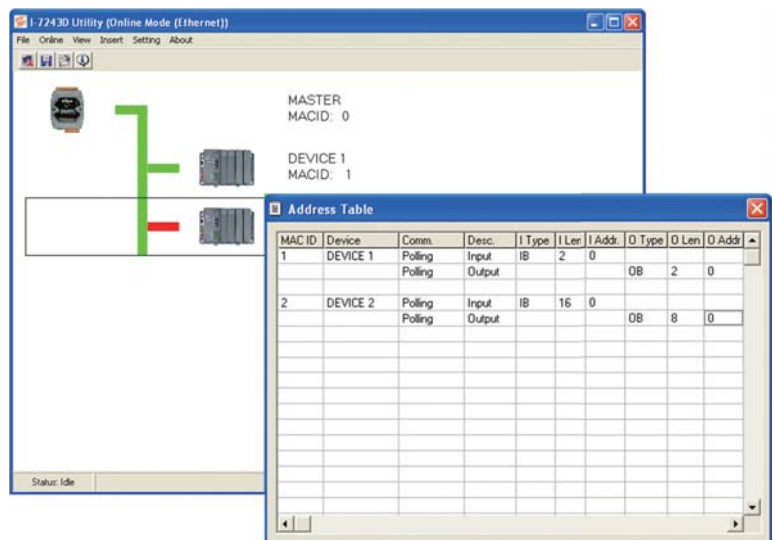 I-7243D Utility (Online Mode (Ethernet))
File Online View Insert Setting About
MASTER
MACID: 0
DEVICE 1
MACID: 1
Address Table
MAC ID Device Comm. Desc. I Type I Len I Addr. O Type O Len O Addr
1 DEVICE 1 Polling Input IB 2 0
Polling Output OB 2 0
2 DEVICE 2 Polling Input IB 16 0
Polling Output OB 8 0
Status: Idle